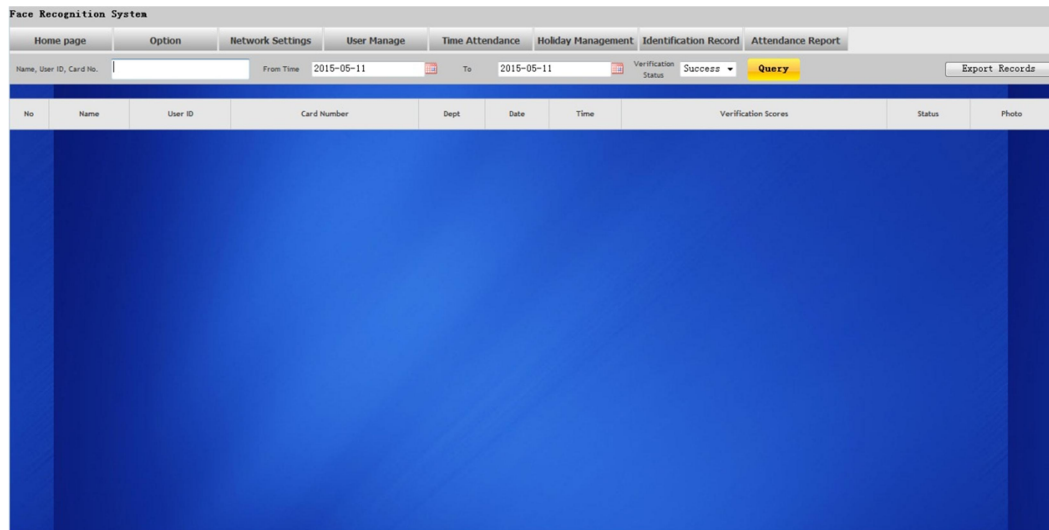 Face Recognition System
Home page Option Network Settings User Manage Time Attendance Holiday Management Identification Record Attendance Report
Name, User ID, Card No. From Time 2015-05-11 To 2015-05-11 Verification Status Success Query Export Records
No Name User ID Card Number Dept Date Time Verification Scores Status Photo